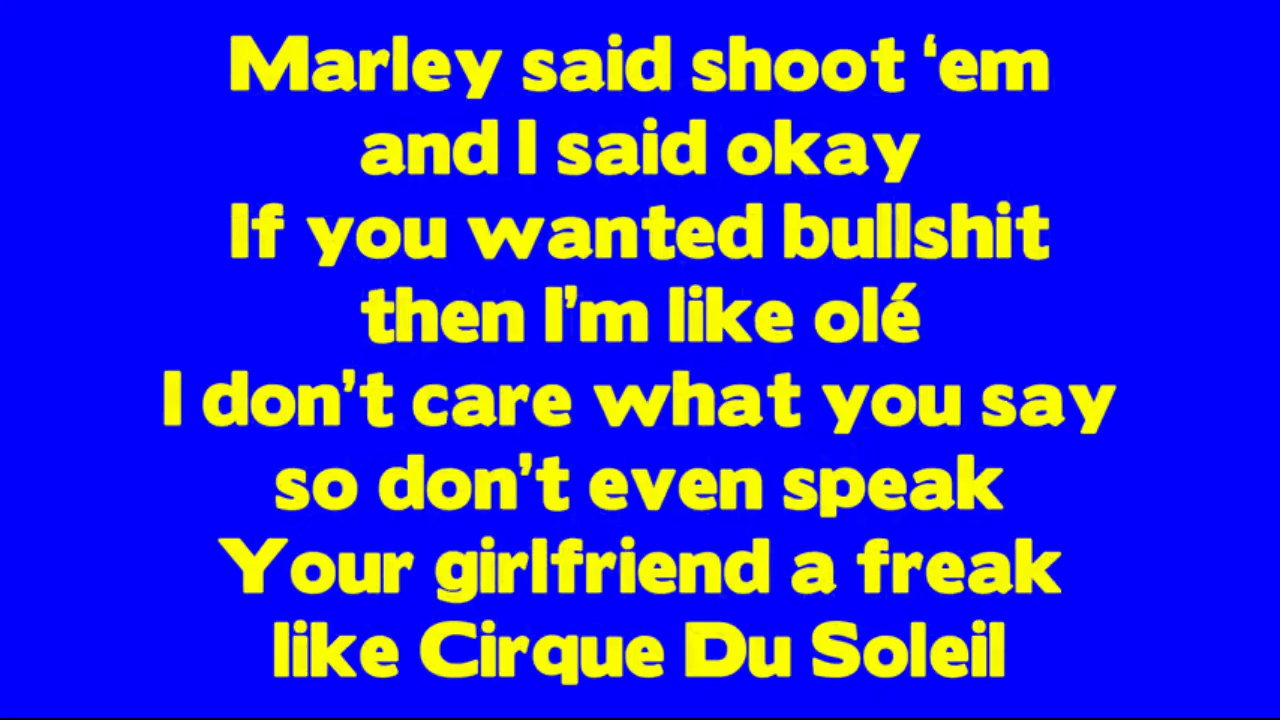 Marley said shoot ‘em
and I said okay
If you wanted bullshit
then I’m like olé
I don’t care what you say
so don’t even speak
Your girlfriend a freak
like Cirque Du Soleil